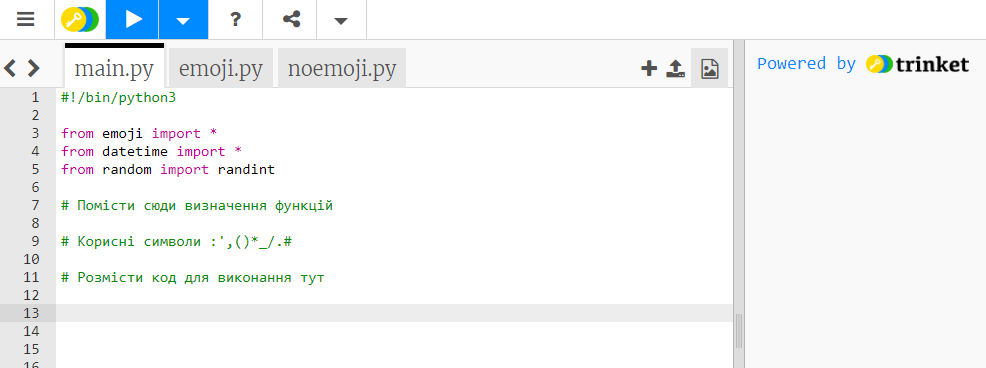 ?
main.py emoji.py noemoji.py
Powered by trinket
1 #!/bin/python3
2
3 from emoji import *
4 from datetime import *
5 from random import randint
6
7 # Помісти сюди визначення функцій
8
9 # Корисні символи :',()*_/.#
10
11 # Розмісти код для виконання тут
12
13
14
15
16